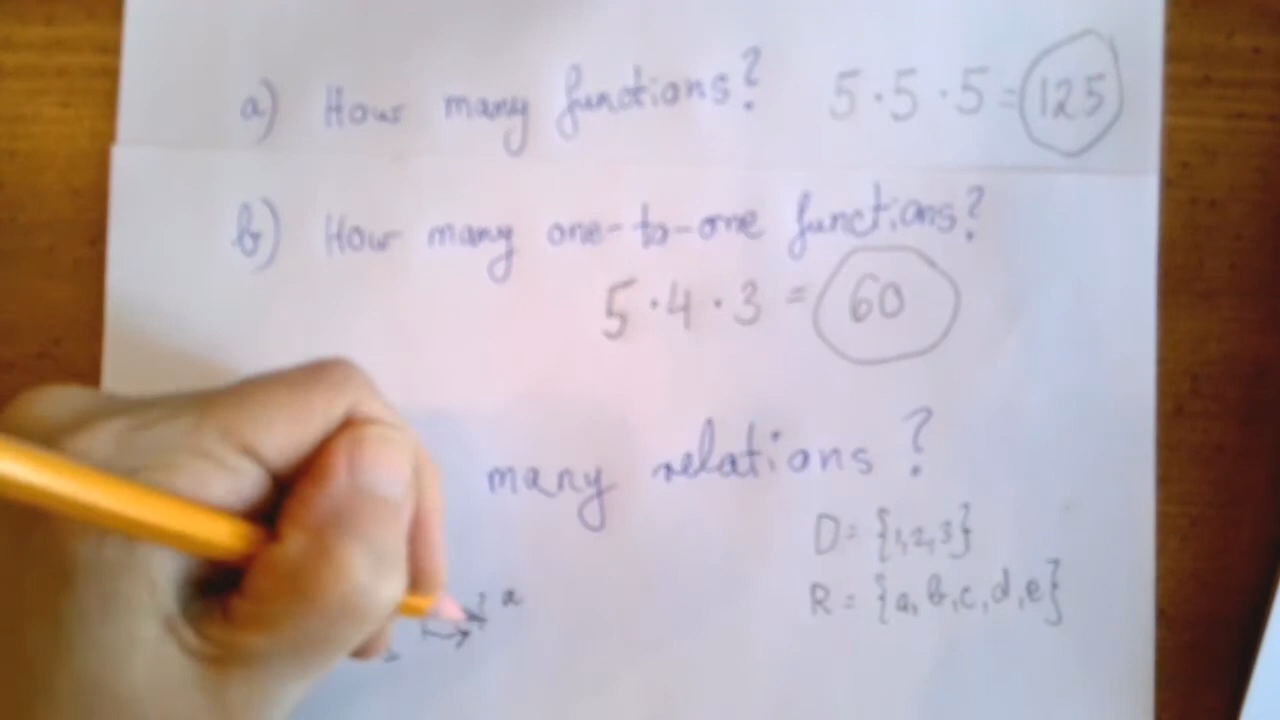 a) How many functions? 5·5·5=125
b) How many one-to-one functions?
5·4·3 = 60
many relations?
D = {1,2,3}
R = {a, b, c, d, e}
a